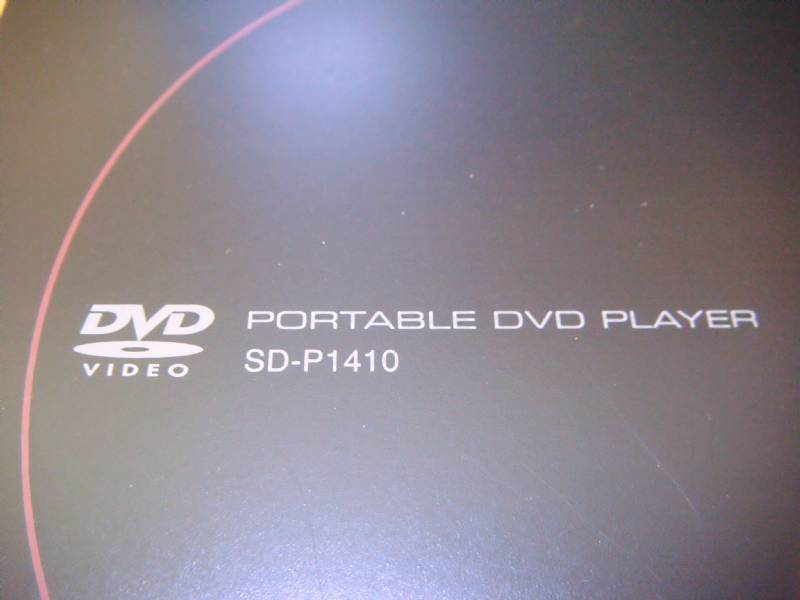 DVD
VIDEO
PORTABLE DVD PLAYER
SD-P1410